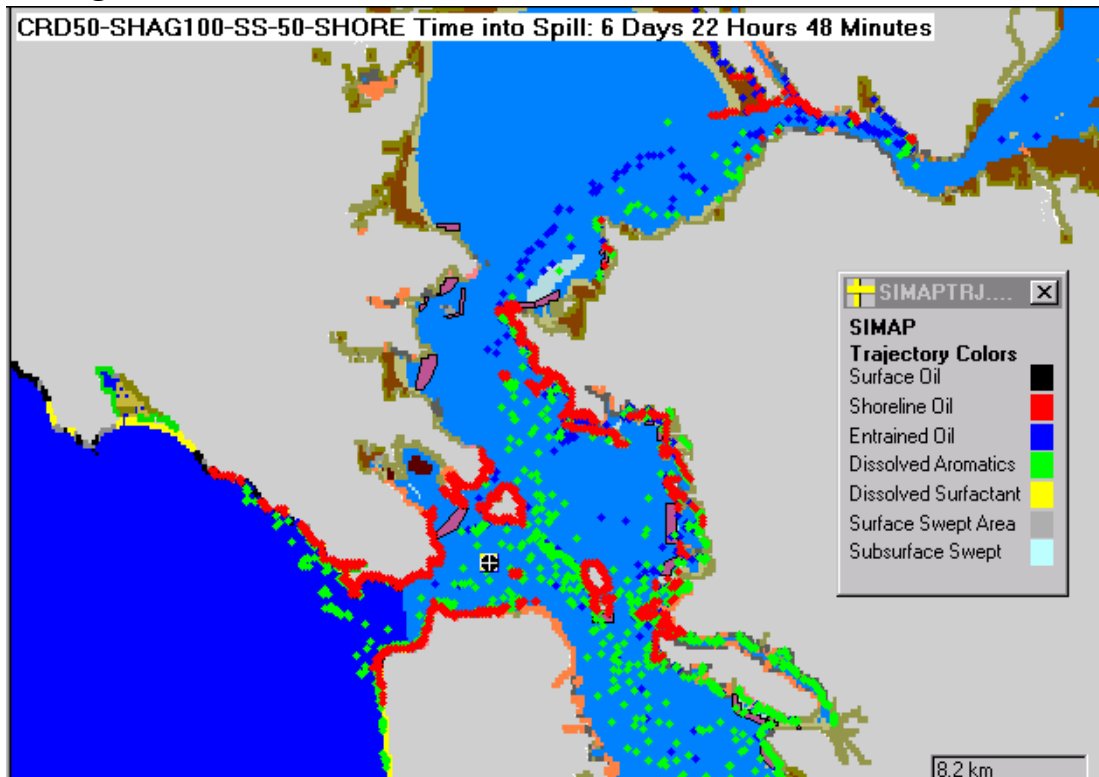 CRD50-SHAG100-SS-50-SHORE Time into Spill: 6 Days 22 Hours 48 Minutes
SIMAPTRJ....
SIMAP
Trajectory Colors
Surface Oil
Shoreline Oil
Entrained Oil
Dissolved Aromatics
Dissolved Surfactant
Surface Swept Area
Subsurface Swept
8.2 km